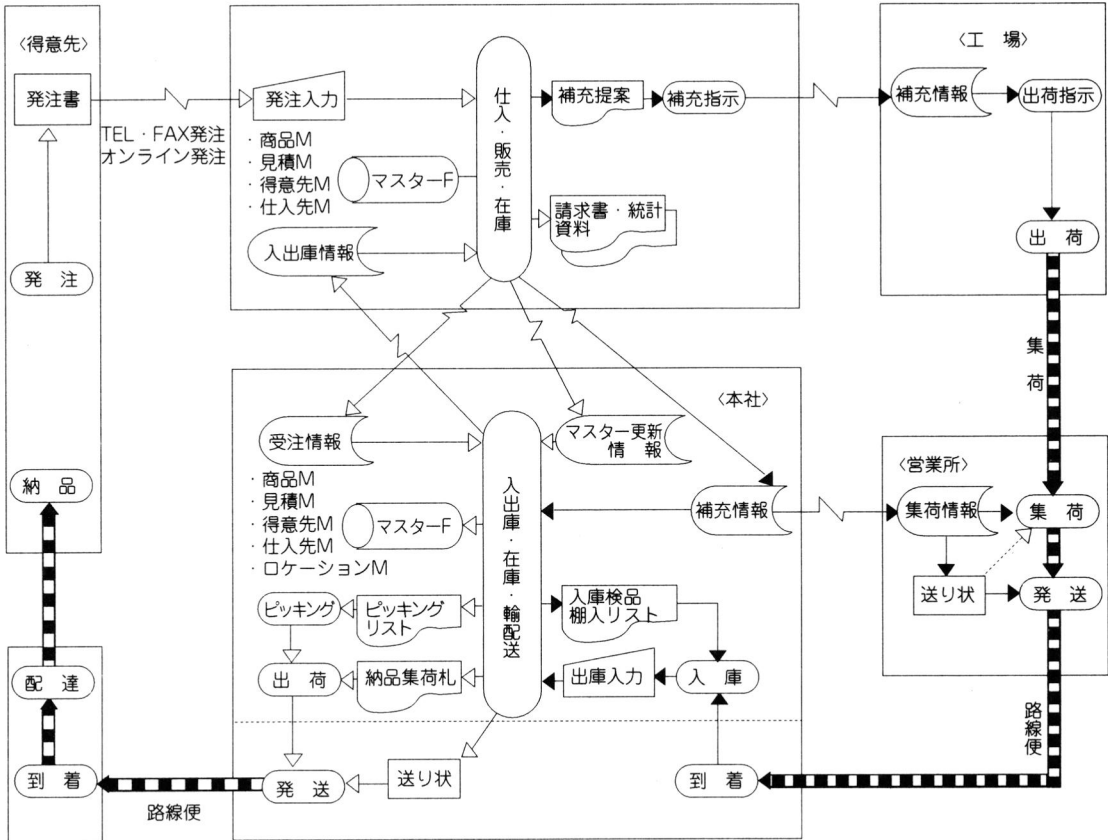 〈得意先〉
発注書
発 注
納 品
TEL・FAX発注
オンライン発注
発注入力
・商品M
・見積M
・得意先M
・仕入先M
マスターF
入出庫情報
仕入・販売・在庫
補充提案
補充指示
請求書・統計
資料
〈工 場〉
補充情報
出荷指示
出 荷
集 荷
〈本社〉
受注情報
・商品M
・見積M
・得意先M
・仕入先M
・ロケーションM
マスターF
入出庫・在庫・輸配送
マスター更新
情 報
補充情報
ピッキング
ピッキング
リスト
入庫検品
棚入リスト
出 荷
納品集荷札
出庫入力
入 庫
発 送
送り状
到 着
〈営業所〉
集荷情報
集 荷
送り状
発 送
路線便
配 達
到 着
路線便